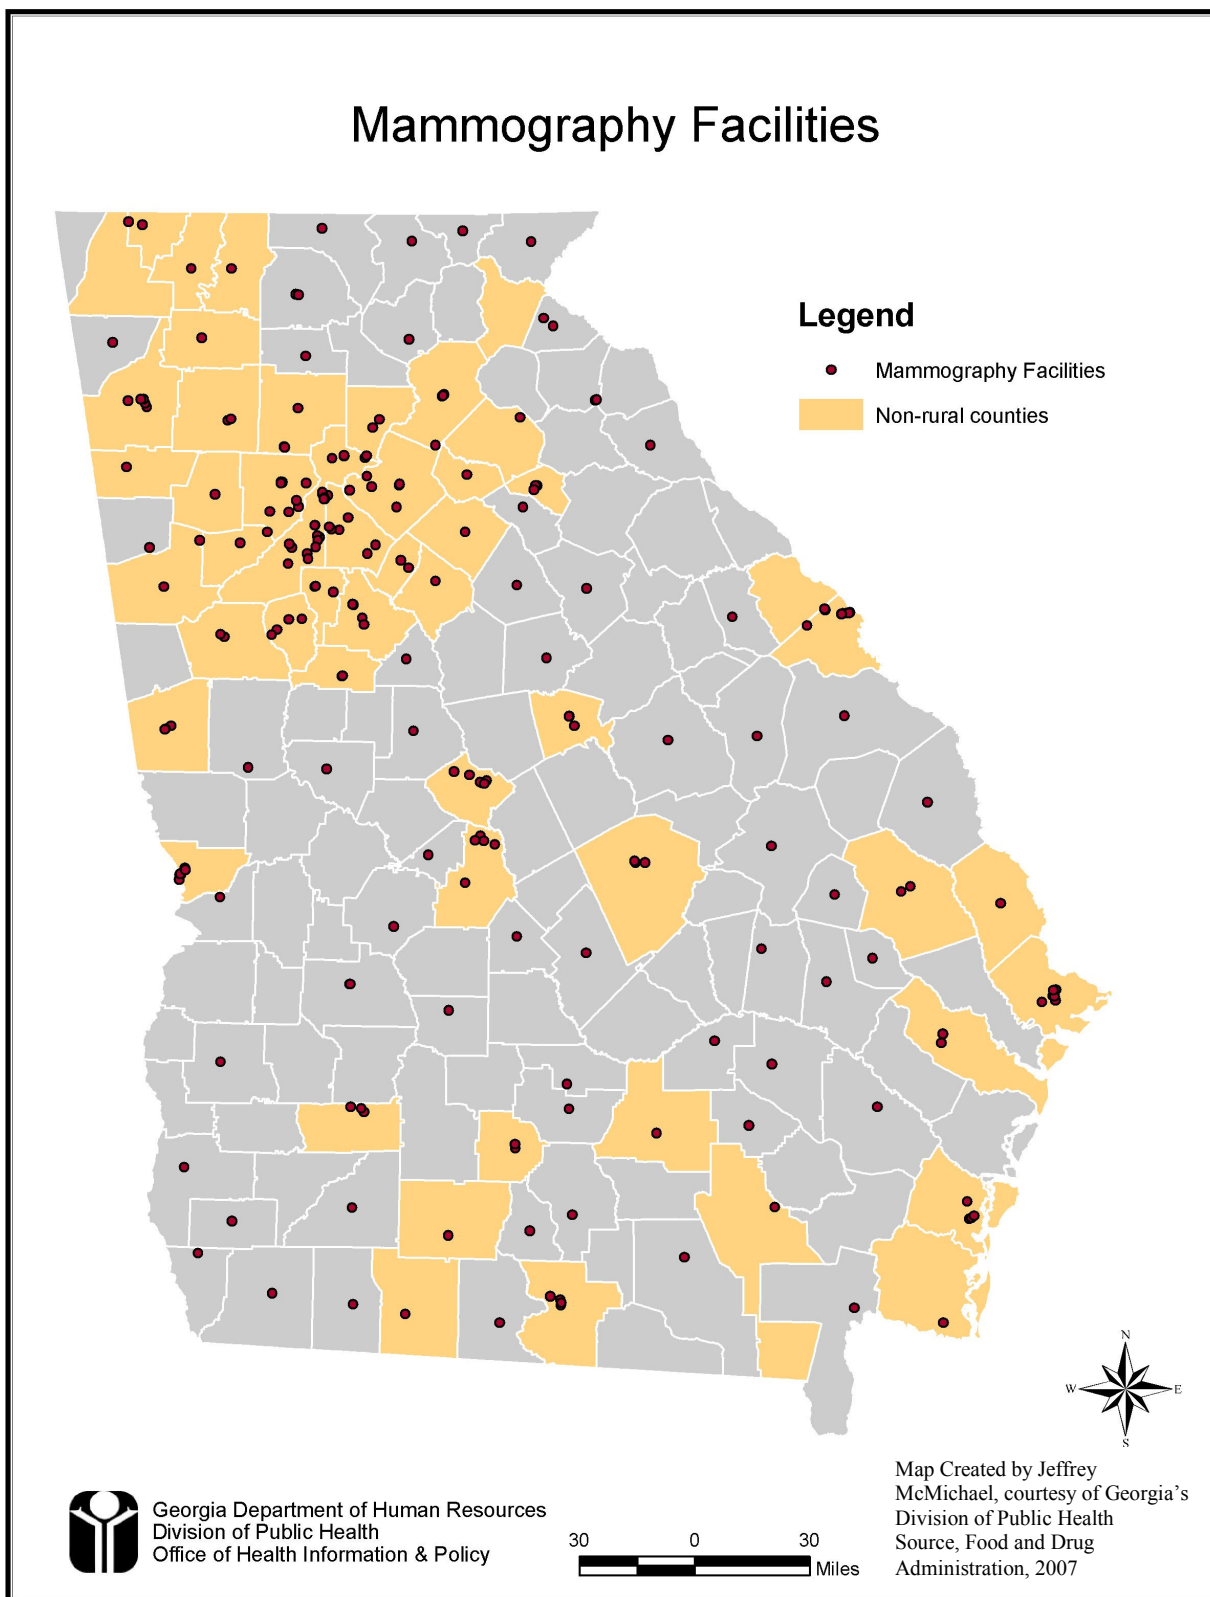 Mammography Facilities
Legend
Mammography Facilities
Non-rural counties
N
W
E
S
Georgia Department of Human Resources
Division of Public Health
Office of Health Information & Policy
30
0
30
Miles
Map Created by Jeffrey
McMichael, courtesy of Georgia’s
Division of Public Health
Source, Food and Drug
Administration, 2007